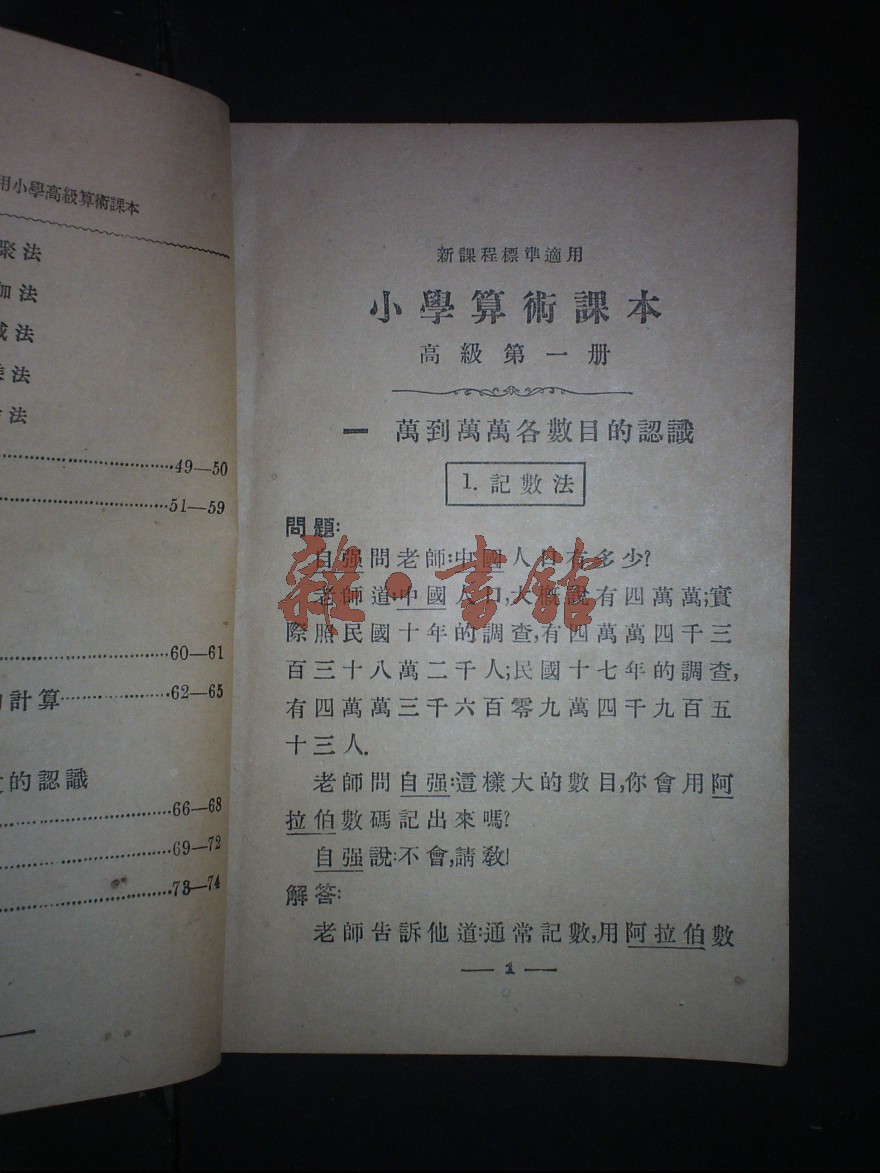 用小學高級算術課本
聚法
加法
減法
法
法
49—50
51—59
60—61
計算 62—65
的認識
66—68
69—72
73—74
新課程標準適用
小學算術課本
高級第一册
一 萬到萬萬各數目的認識
1. 記數法
問題:
自强問老師:中國人口有多少?
老師道:中國人口,大概說有四萬萬;實
際照民國十年的調查,有四萬萬四千三
百三十八萬二千人;民國十七年的調查,
有四萬萬三千六百零九萬四千九百五
十三人.
老師問自强:這樣大的數目,你會用阿
拉伯數碼記出來嗎?
自强說:不會,請教!
解答:
老師告訴他道:通常記數,用阿拉伯數
— 1 —
雜·書館